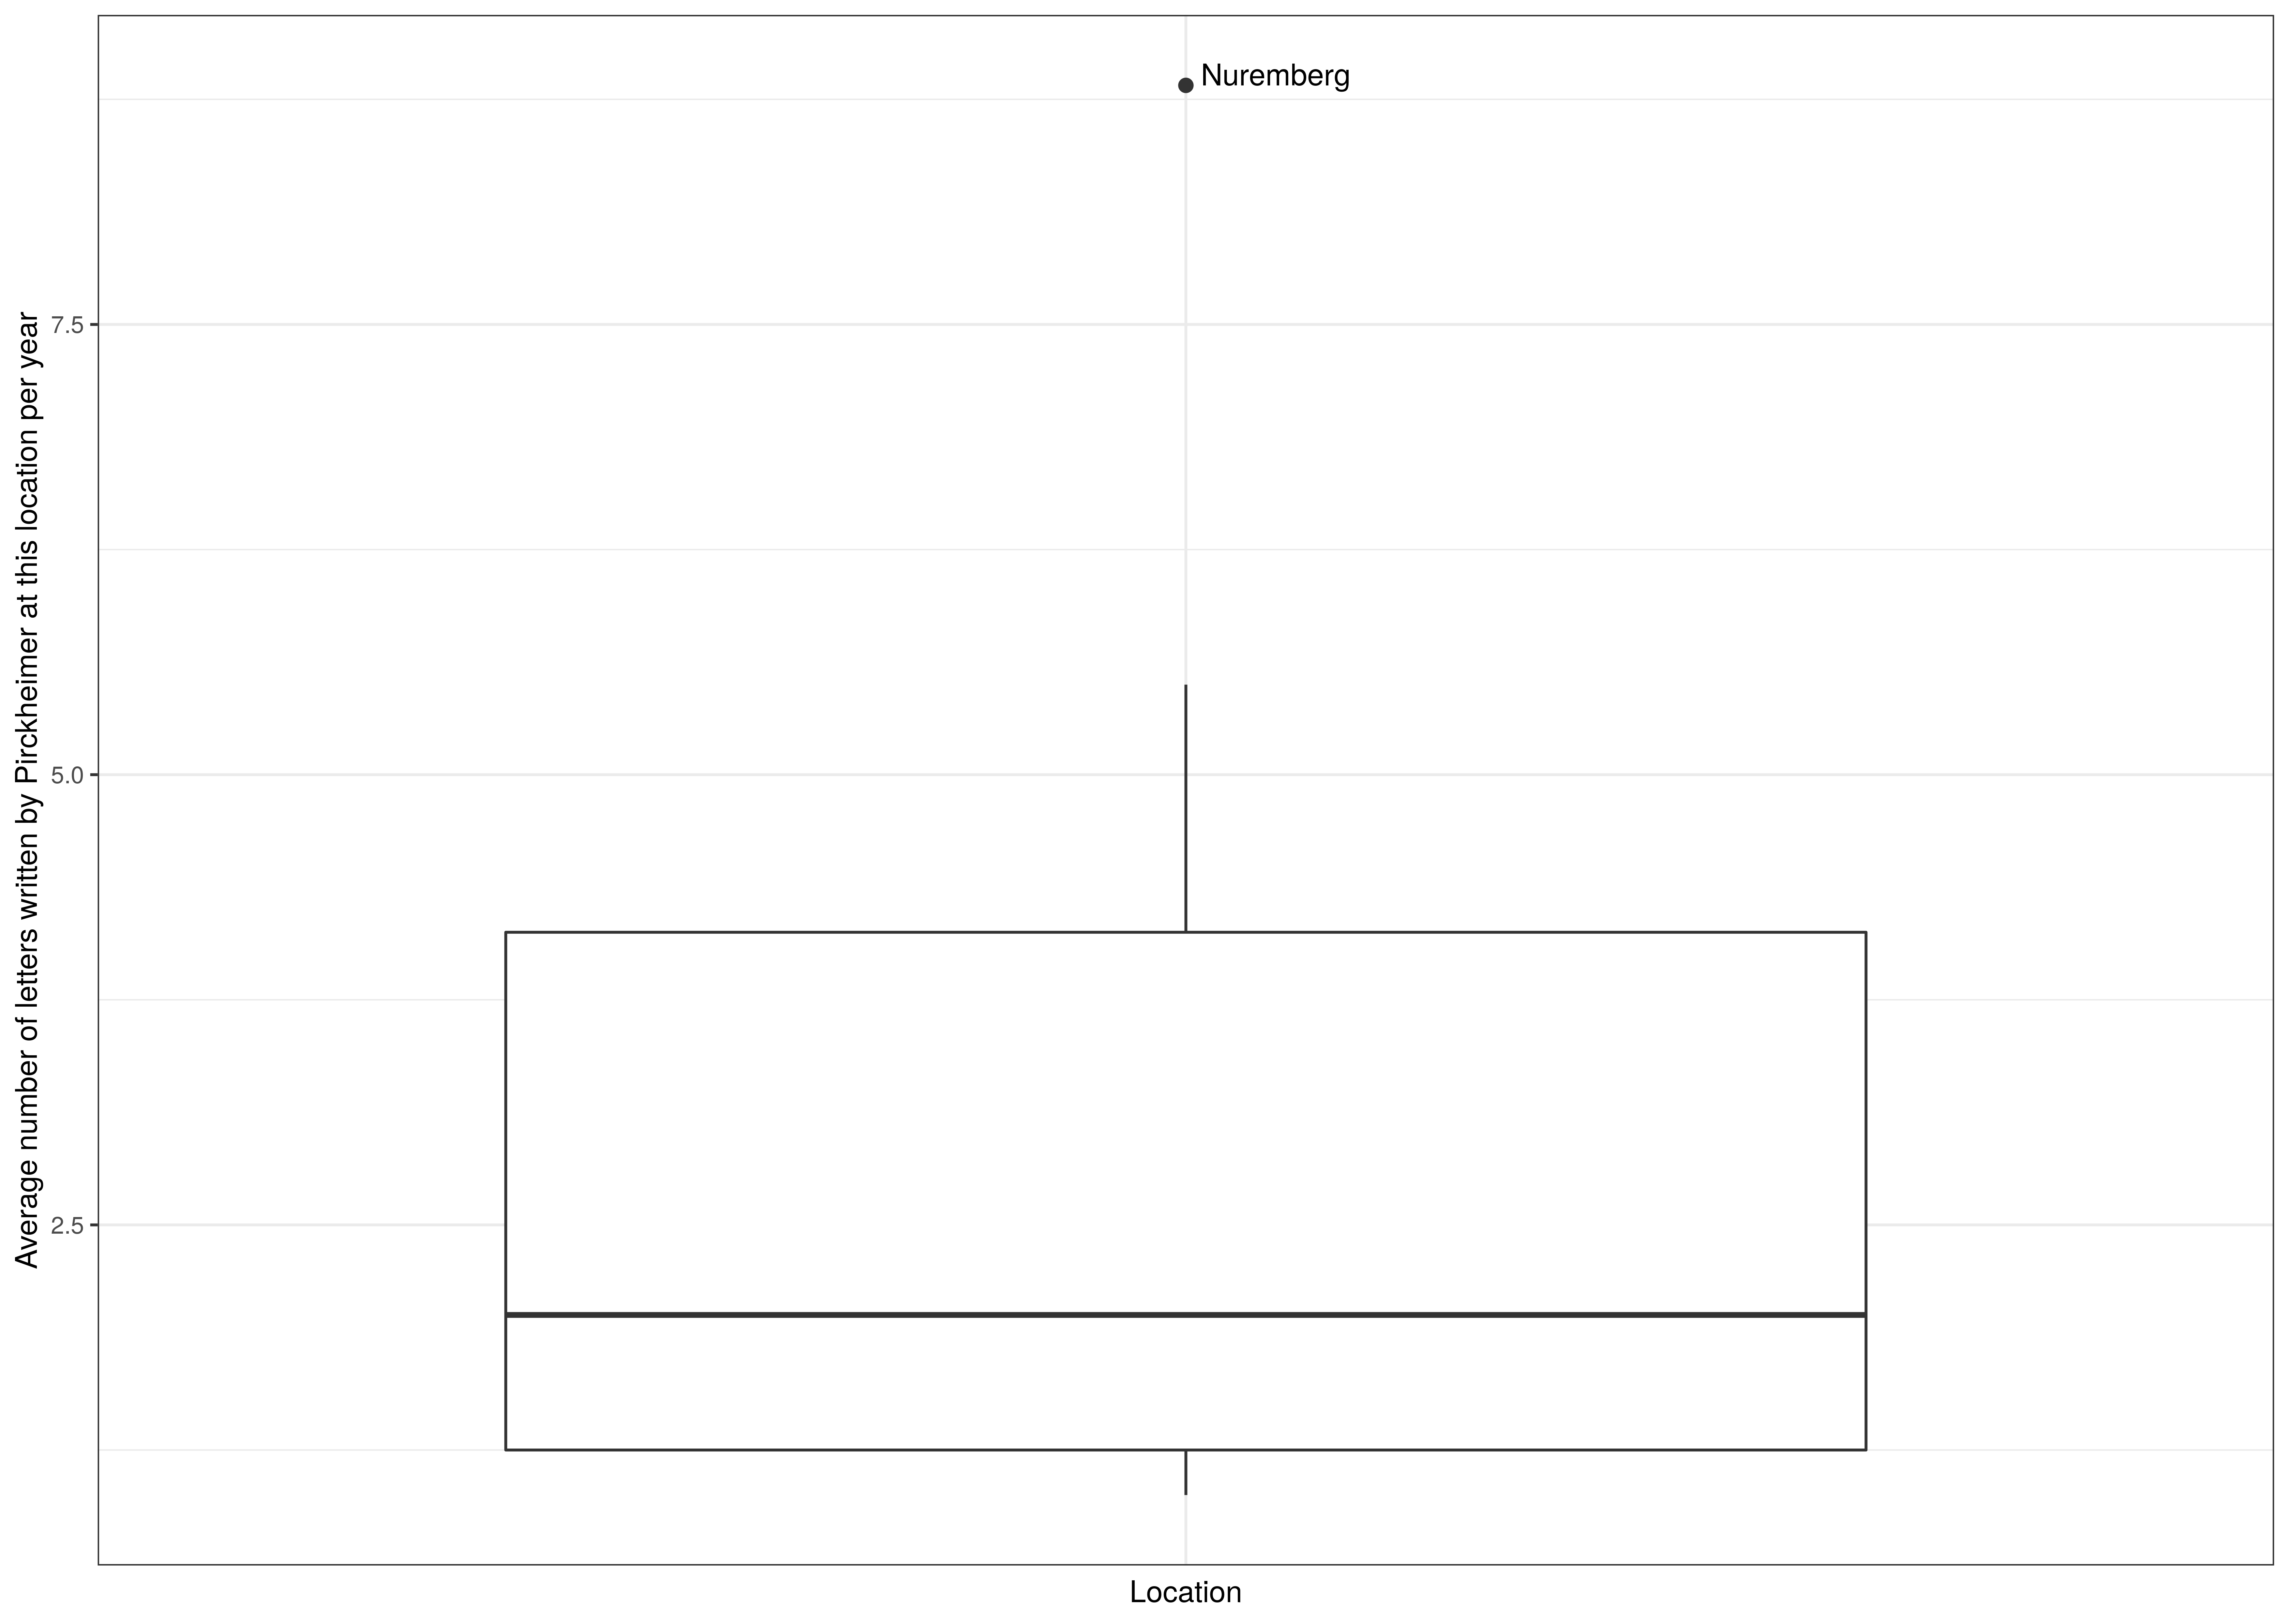 Nuremberg
Average number of letters written by Pirckheimer at this location per year
7.5
5.0
2.5
Location